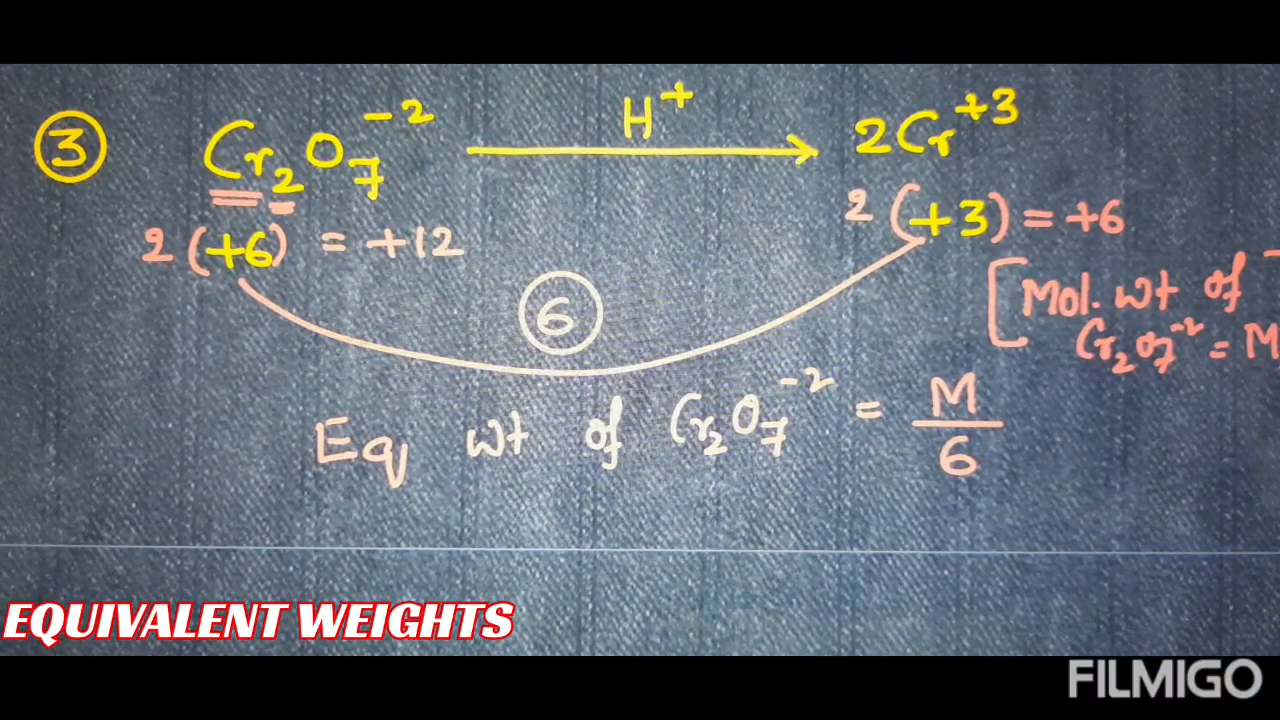 ③ Cr₂O₇⁻² H⁺ → 2Cr⁺³
2(+6) = +12 2(+3) = +6
⑥
[Mol. wt of
Cr₂O₇⁻² = M
Eq wt of Cr₂O₇⁻² = M/6
EQUIVALENT WEIGHTS
FILMIGO